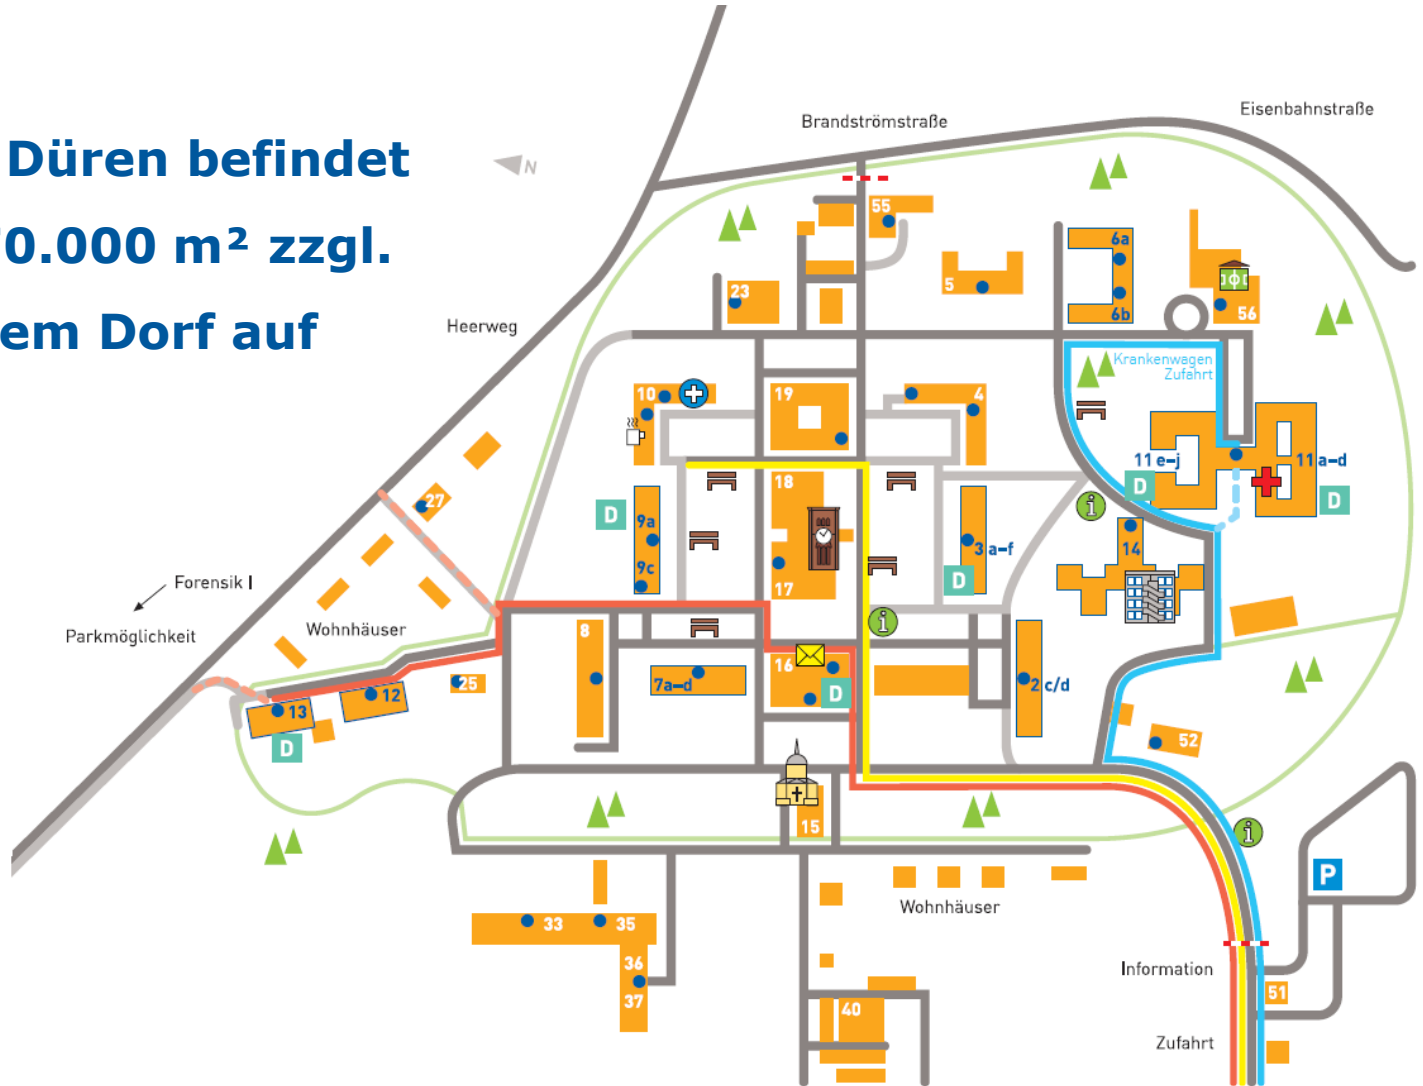 Düren befindet
0.000 m² zzgl.
em Dorf auf
N
Brandströmstraße
Eisenbahnstraße
Heerweg
55
5
6a
6b
56
23
Krankenwagen
Zufahrt
10
19
4
11 e–j
11 a–d
D
D
27
18
i
D
9a
9c
17
3 a–f
D
14
Forensik I
Parkmöglichkeit
Wohnhäuser
8
i
7a–d
16
D
2 c/d
25
12
13
D
52
15
i
P
Wohnhäuser
33
35
36
37
Information
51
40
Zufahrt